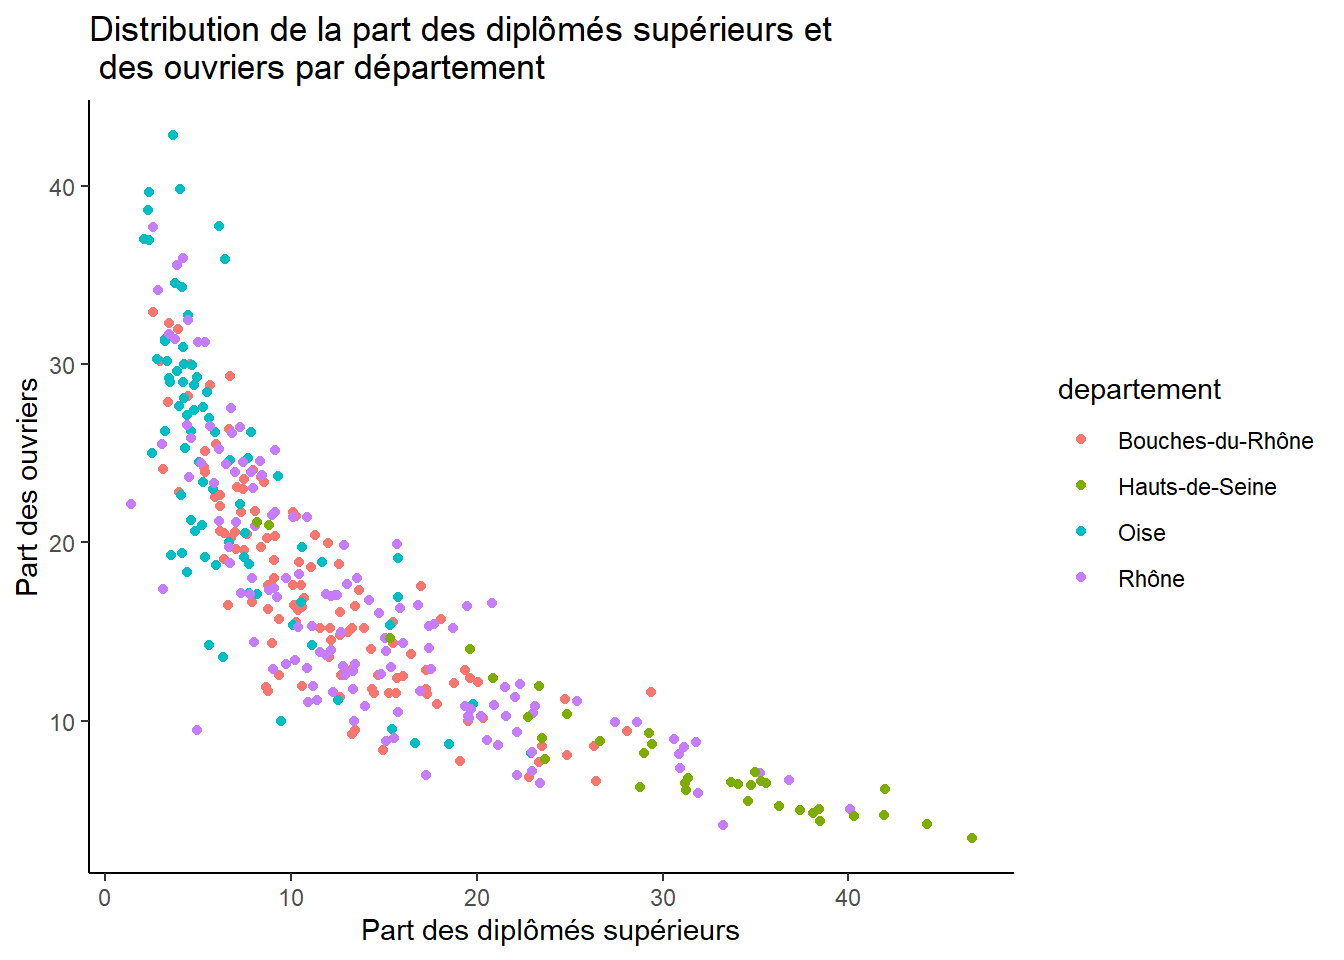 Distribution de la part des diplômés supérieurs et
des ouvriers par département
40
30
20
10
Part des ouvriers
0
10
20
30
40
Part des diplômés supérieurs
departement
Bouches-du-Rhône
Hauts-de-Seine
Oise
Rhône